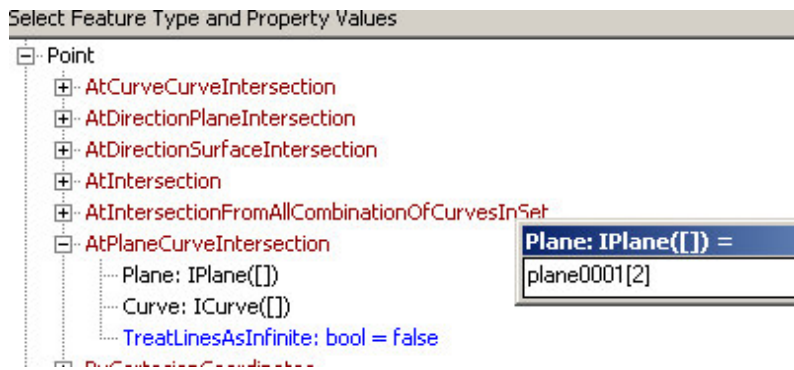 Select Feature Type and Property Values
Point
AtCurveCurveIntersection
AtDirectionPlaneIntersection
AtDirectionSurfaceIntersection
AtIntersection
AtIntersectionFromAllCombinationOfCurvesInSet
AtPlaneCurveIntersection
Plane: IPlane([])
Curve: ICurve([])
TreatLinesAsInfinite: bool = false
Plane: IPlane([]) =
plane0001[2]